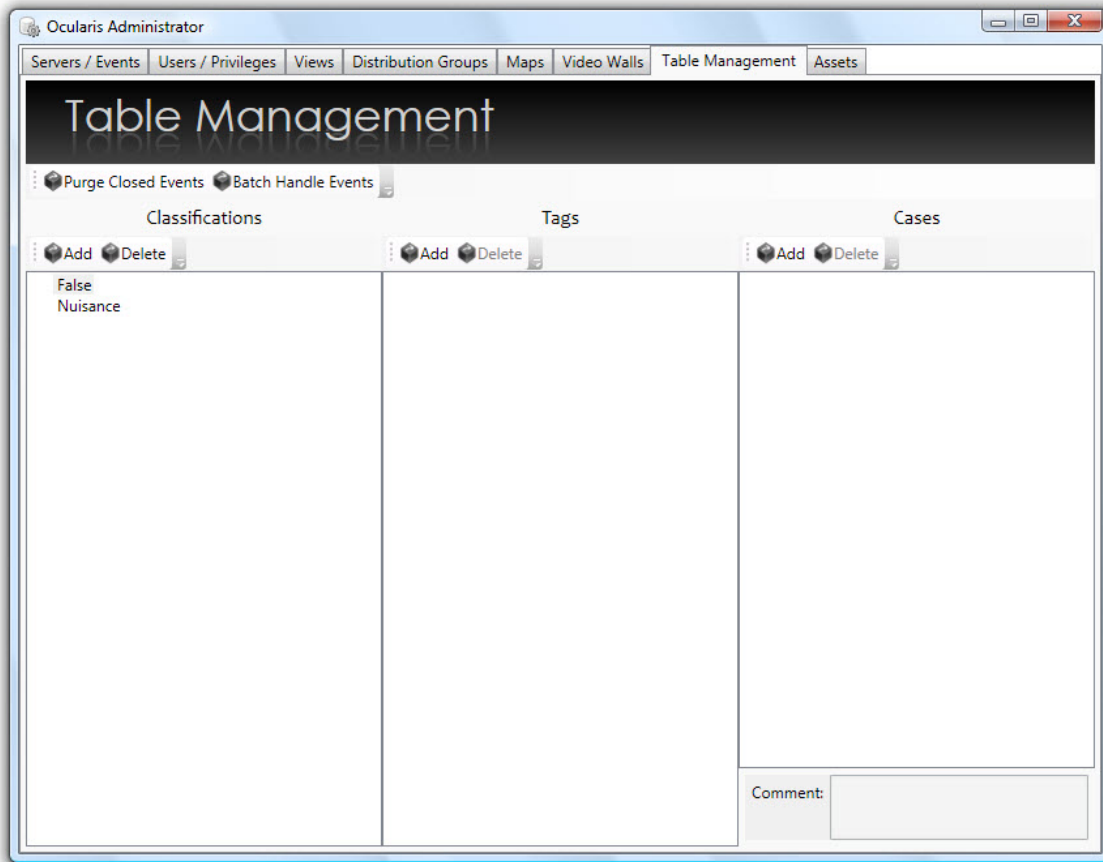 Ocularis Administrator
Servers / Events Users / Privileges Views Distribution Groups Maps Video Walls Table Management Assets
Table Management
Purge Closed Events Batch Handle Events
Classifications Tags Cases
Add Delete Add Delete Add Delete
False
Nuisance
Comment: